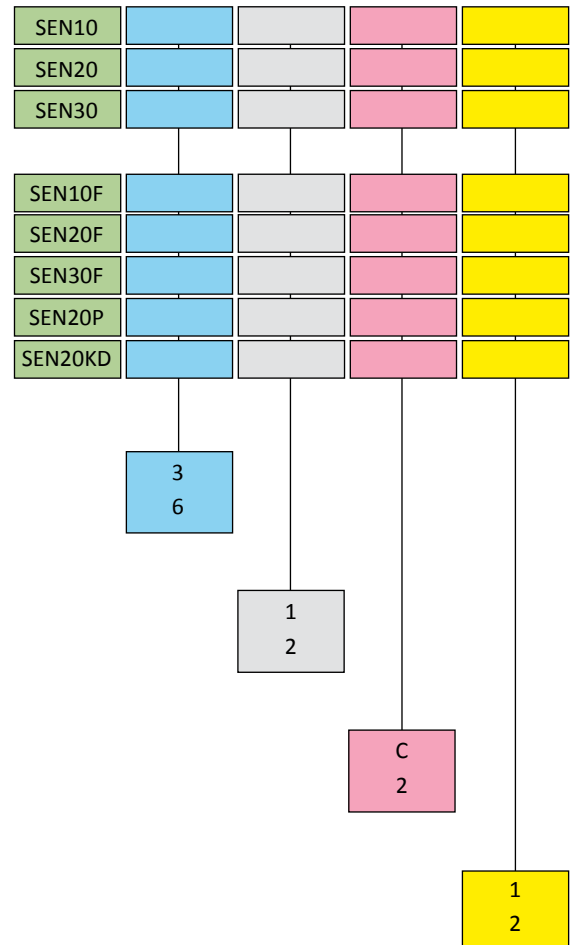 SEN10
SEN20
SEN30
SEN10F
SEN20F
SEN30F
SEN20P
SEN20KD
3
6
1
2
C
2
1
2